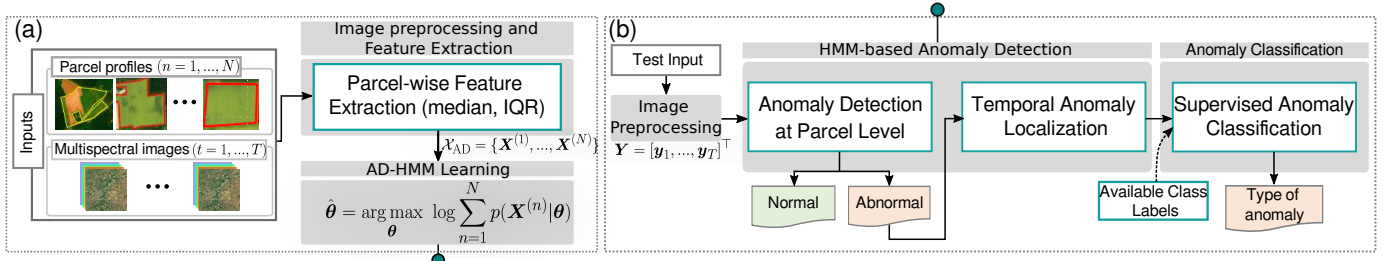 (a)
Image preprocessing and
Feature Extraction
Inputs
Parcel profiles (n = 1, ..., N)
Parcel-wise Feature
Extraction (median, IQR)
Multispectral images (t = 1, ..., T)
𝒳_AD = {X^(1), ..., X^(N)}
AD-HMM Learning
θ̂ = arg max_θ log ∑_{n=1}^{N} p(X^(n)|θ)
(b)
HMM-based Anomaly Detection
Anomaly Classification
Test Input
Image
Preprocessing
Y = [y_1, ..., y_T]^⊤
Anomaly Detection
at Parcel Level
Temporal Anomaly
Localization
Supervised Anomaly
Classification
Normal
Abnormal
Available Class
Labels
Type of
anomaly